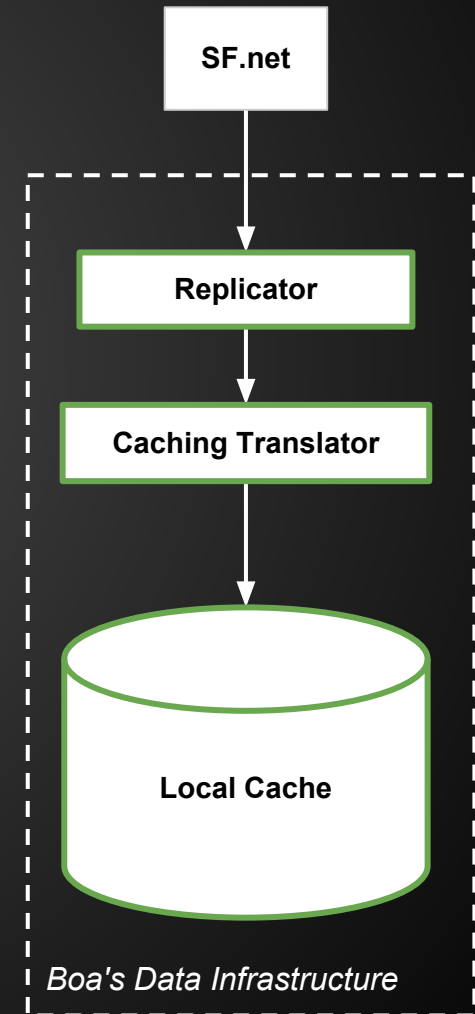 SF.net
Replicator
Caching Translator
Local Cache
Boa's Data Infrastructure